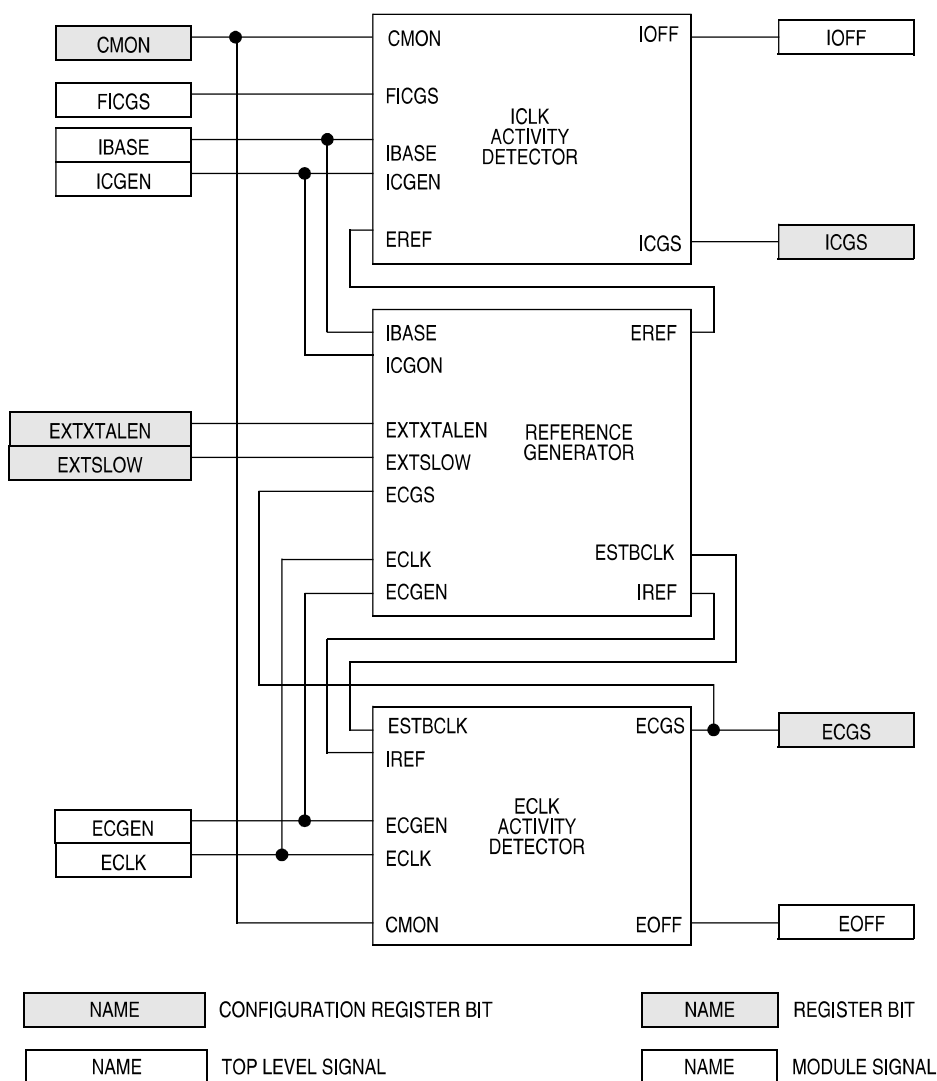 CMON
CMON
IOFF
IOFF
FICGS
FICGS
ICLK
ACTIVITY
DETECTOR
IBASE
IBASE
ICGEN
ICGEN
EREF
ICGS
ICGS
IBASE
EREF
ICGON
EXTXTALEN
EXTXTALEN
REFERENCE
GENERATOR
EXTSLOW
EXTSLOW
ECGS
ECLK
ESTBCLK
ECGEN
IREF
ESTBCLK
ECGS
ECGS
IREF
ECLK
ACTIVITY
DETECTOR
ECGEN
ECGEN
ECLK
ECLK
CMON
EOFF
EOFF
NAME CONFIGURATION REGISTER BIT
NAME REGISTER BIT
NAME TOP LEVEL SIGNAL
NAME MODULE SIGNAL